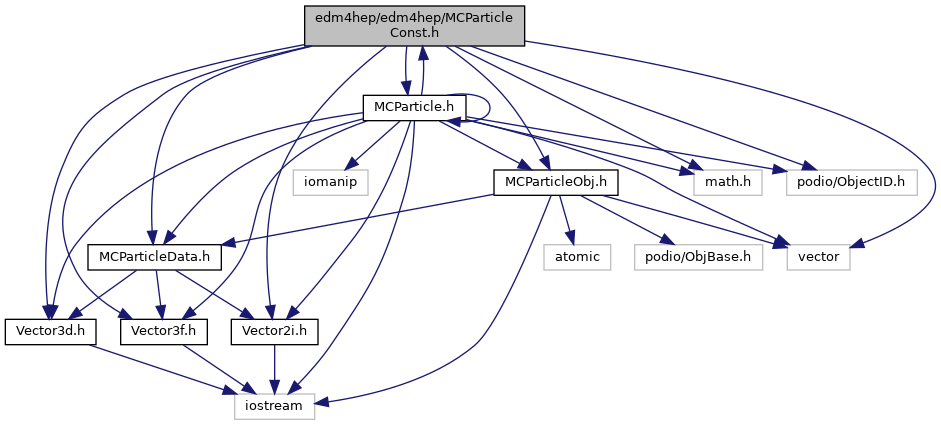 edm4hep/edm4hep/MCParticle
Const.h
MCParticle.h
iomanip
MCParticleObj.h
math.h
podio/ObjectID.h
MCParticleData.h
atomic
podio/ObjBase.h
vector
Vector3d.h
Vector3f.h
Vector2i.h
iostream